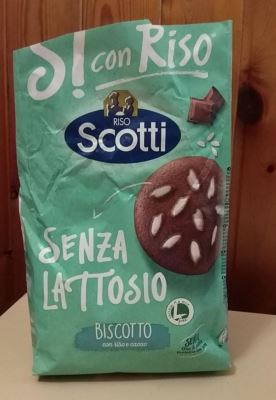 Sì con RISO
RISO
Scotti
SENZA
LATTOSIO
BISCOTTO
con riso e cacao